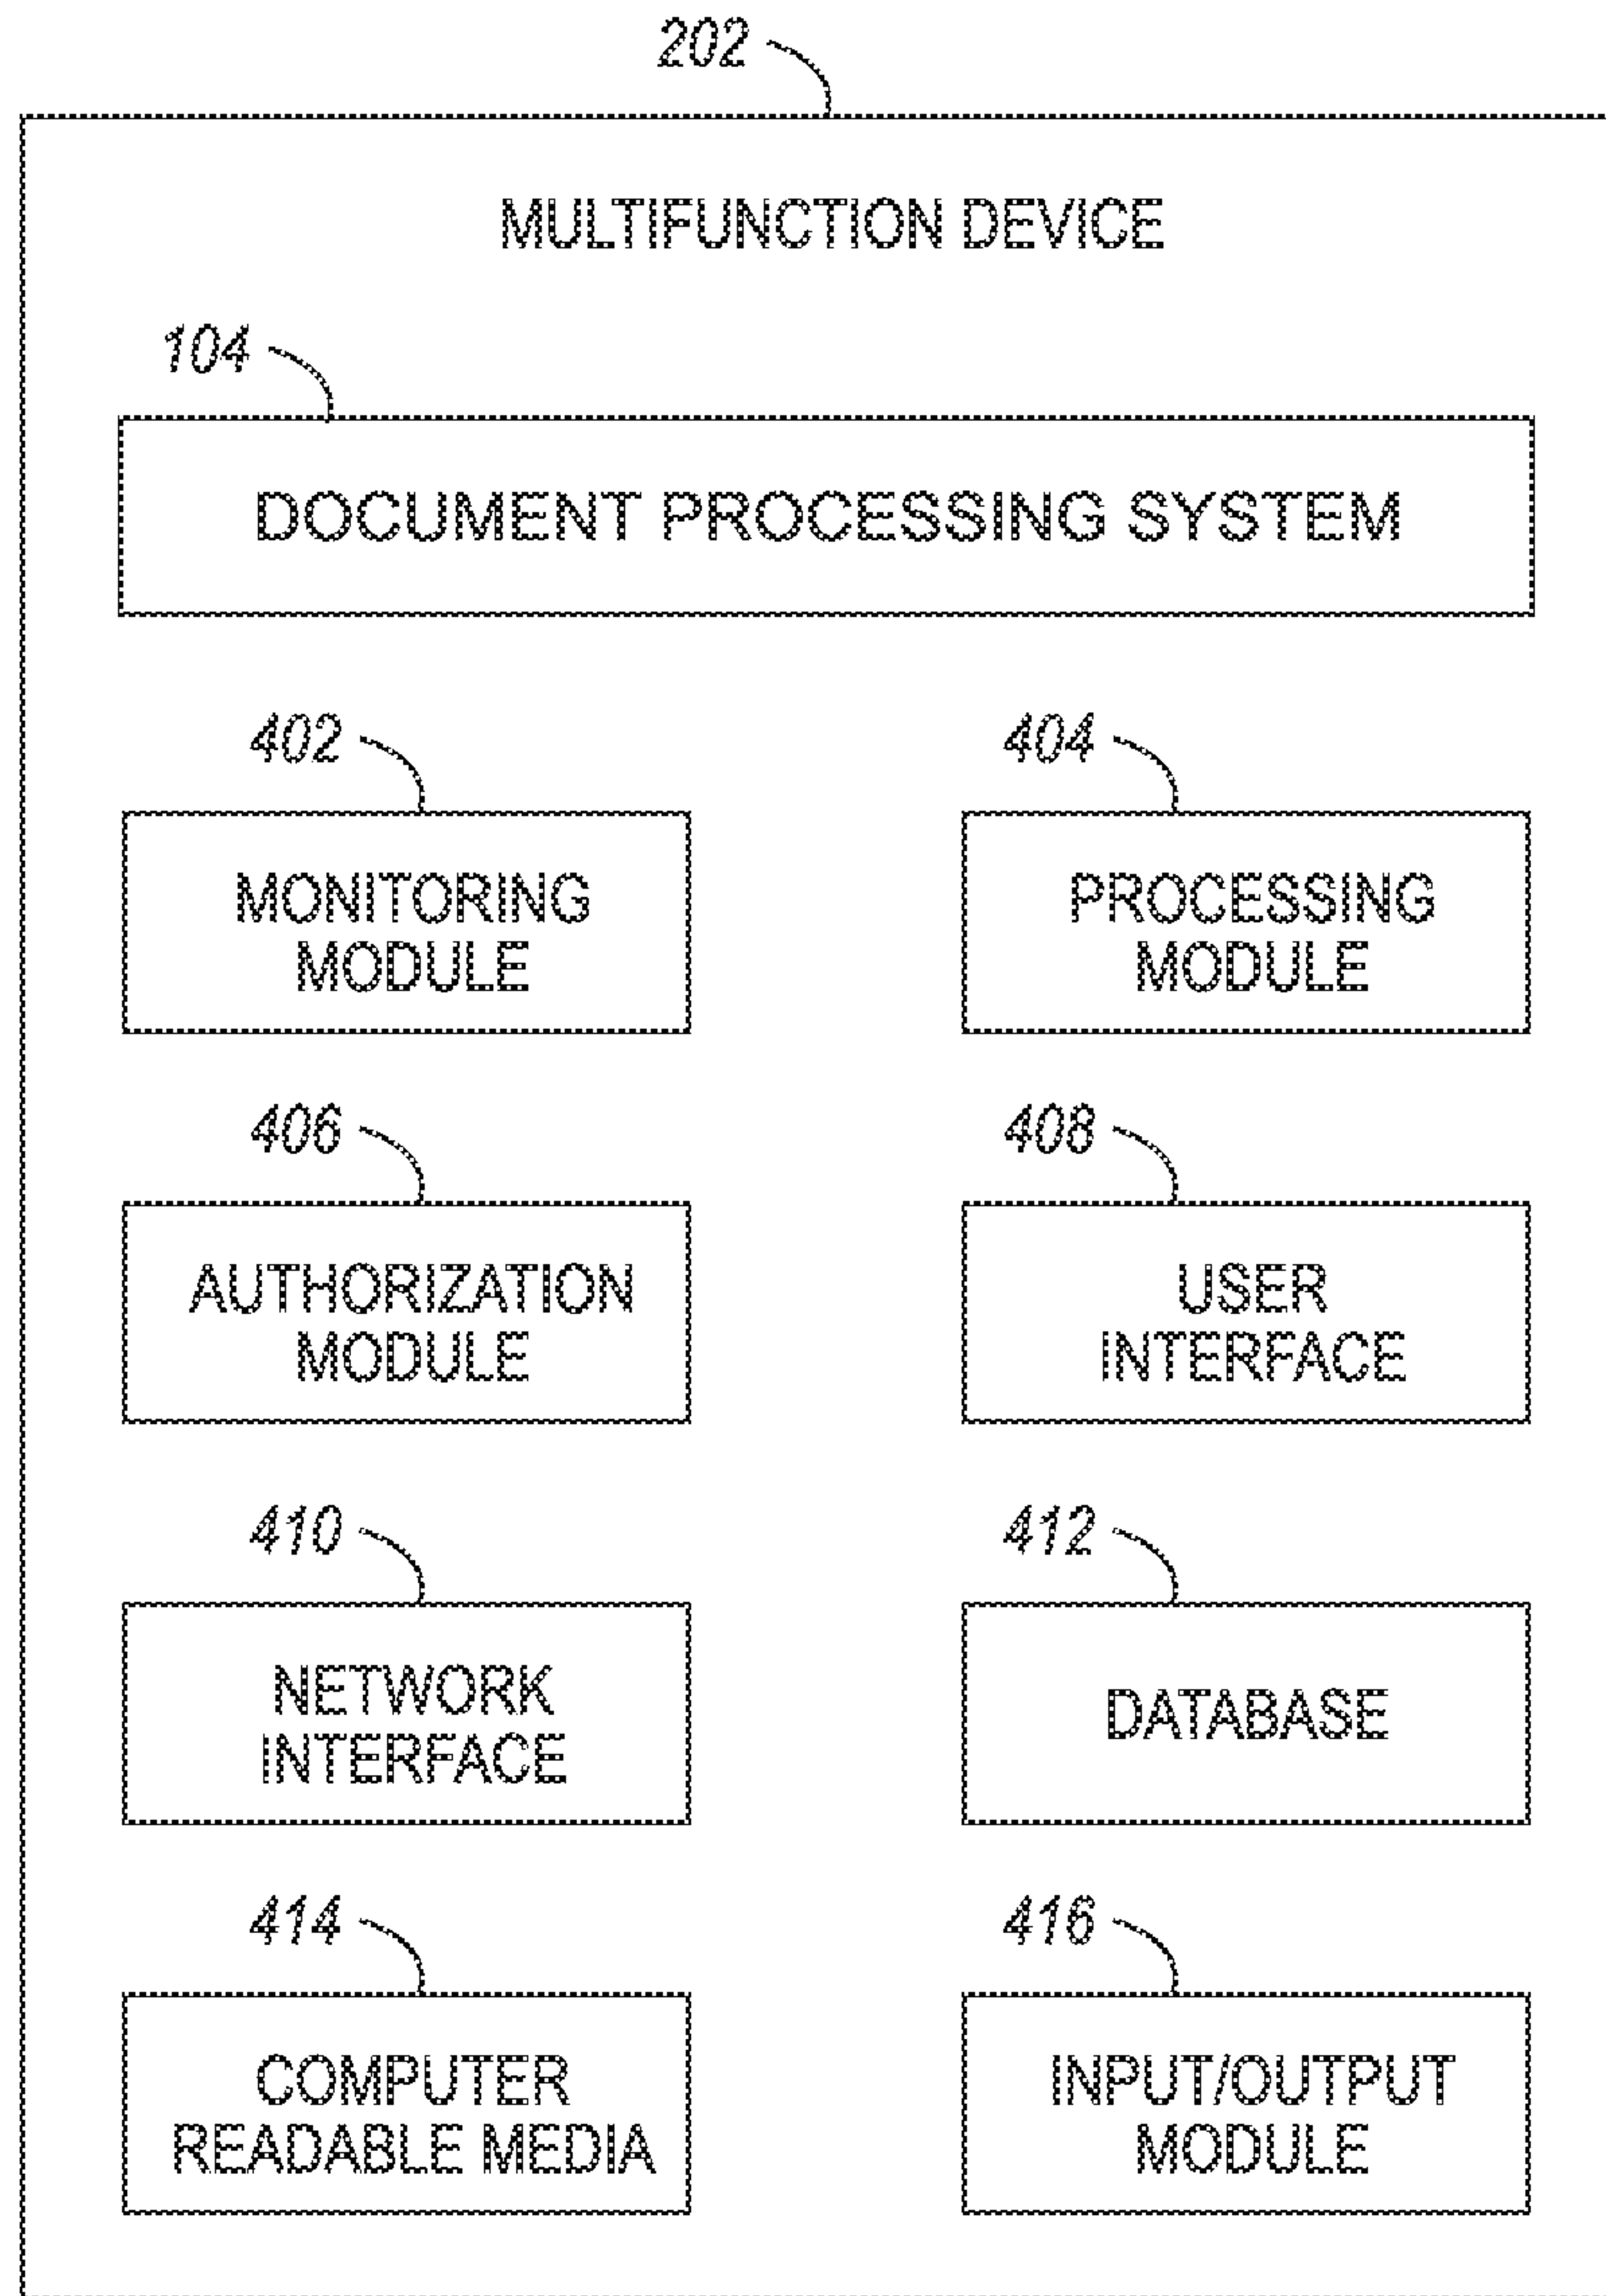 202
MULTIFUNCTION DEVICE
104
DOCUMENT PROCESSING SYSTEM
402
MONITORING
MODULE
404
PROCESSING
MODULE
406
AUTHORIZATION
MODULE
408
USER
INTERFACE
410
NETWORK
INTERFACE
412
DATABASE
414
COMPUTER
READABLE MEDIA
416
INPUT/OUTPUT
MODULE